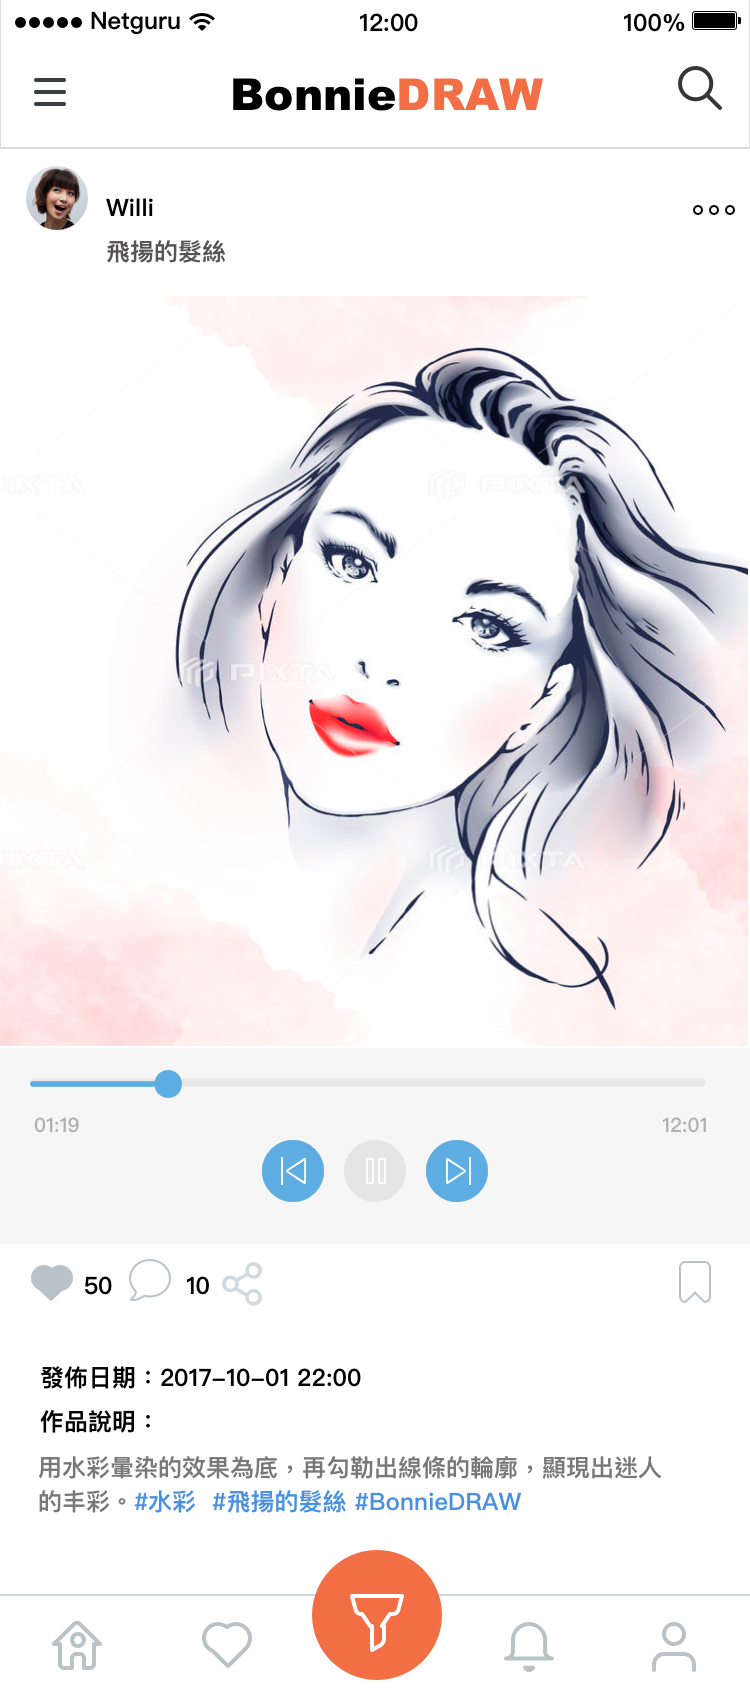 Netguru 12:00 100%
BonnieDRAW
Willi
飛揚的髮絲
PIXTA
PIXTA
PIXTA
PIXTA
PIXTA
01:19 12:01
50 10
發佈日期：2017-10-01 22:00
作品說明：
用水彩暈染的效果為底，再勾勒出線條的輪廓，顯現出迷人
的丰彩。#水彩 #飛揚的髮絲 #BonnieDRAW